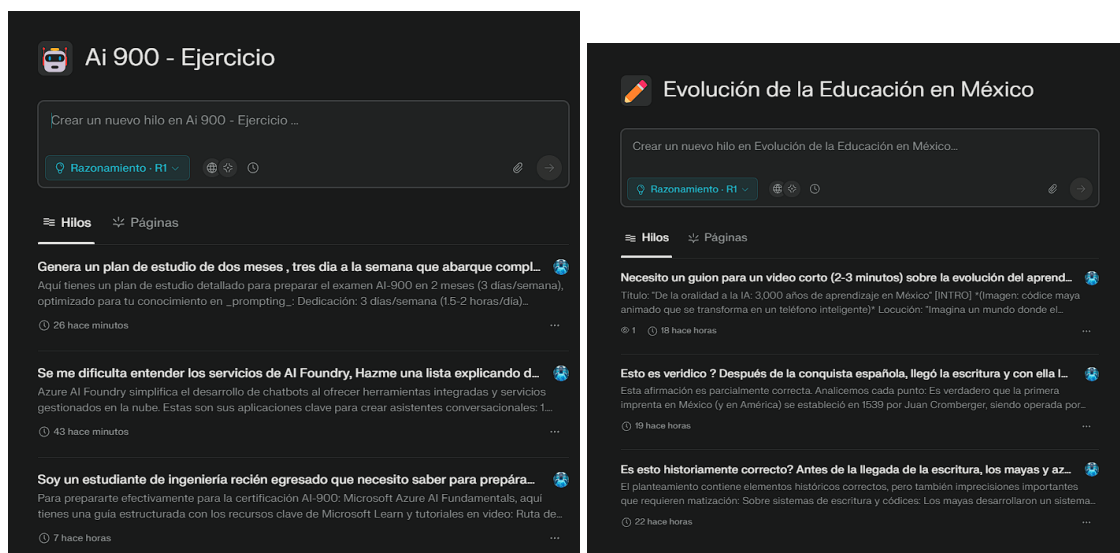 Ai 900 - Ejercicio
Crear un nuevo hilo en Ai 900 - Ejercicio ...
Razonamiento · R1
Hilos
Páginas
Genera un plan de estudio de dos meses , tres dia a la semana que abarque compl...
Aquí tienes un plan de estudio detallado para preparar el examen AI-900 en 2 meses (3 días/semana),
optimizado para tu conocimiento en _prompting_: Dedicación: 3 días/semana (1.5-2 horas/día)...
26 hace minutos
Se me dificulta entender los servicios de AI Foundry, Hazme una lista explicando d...
Azure AI Foundry simplifica el desarrollo de chatbots al ofrecer herramientas integradas y servicios
gestionados en la nube. Estas son sus aplicaciones clave para crear asistentes conversacionales: 1....
43 hace minutos
Soy un estudiante de ingeniería recién egresado que necesito saber para prepára...
Para prepararte efectivamente para la certificación AI-900: Microsoft Azure AI Fundamentals, aquí
tienes una guía estructurada con los recursos clave de Microsoft Learn y tutoriales en video: Ruta de...
7 hace horas
Evolución de la Educación en México
Crear un nuevo hilo en Evolución de la Educación en México...
Razonamiento · R1
Hilos
Páginas
Necesito un guion para un video corto (2-3 minutos) sobre la evolución del aprend...
Título: "De la oralidad a la IA: 3,000 años de aprendizaje en México" [INTRO] *(Imagen: códice maya
animado que se transforma en un teléfono inteligente)* Locución: "Imagina un mundo donde el...
1 18 hace horas
Esto es veridico ? Después de la conquista española, llegó la escritura y con ella l...
Esta afirmación es parcialmente correcta. Analicemos cada punto: Es verdadero que la primera
imprenta en México (y en América) se estableció en 1539 por Juan Cromberger, siendo operada por...
19 hace horas
Es esto historiamente correcto? Antes de la llegada de la escritura, los mayas y az...
El planteamiento contiene elementos históricos correctos, pero también imprecisiones importantes
que requieren matización: Sobre sistemas de escritura y códices: Los mayas desarrollaron un sistema...
22 hace horas